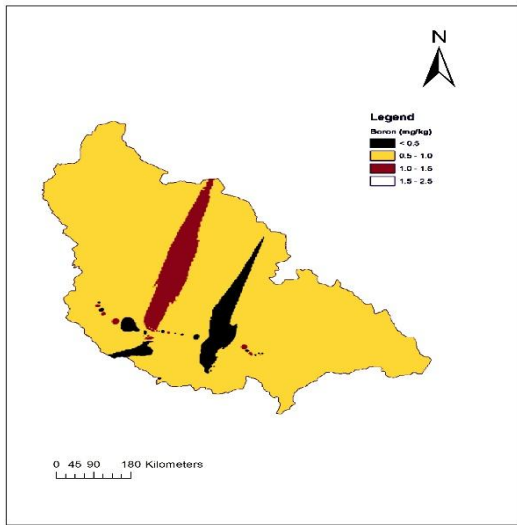 N
Legend
Boron (mg/kg)
< 0.5
0.5 - 1.0
1.0 - 1.5
1.5 - 2.5
0 45 90 180 Kilometers